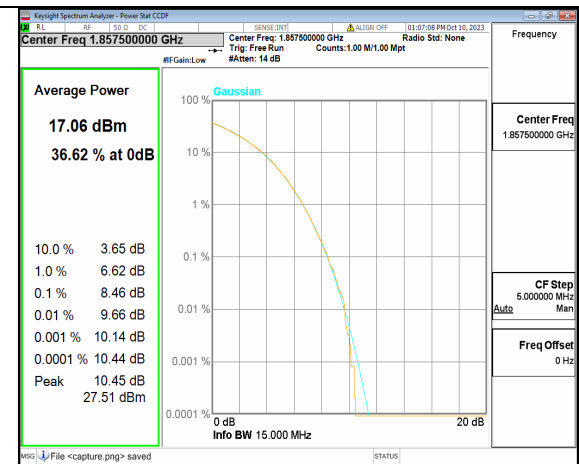 Keysight Spectrum Analyzer - Power Stat CCDF
RL RF 50 Ω DC SENSE:INT ALIGN OFF 01:07:08 PM Oct 10, 2023
Center Freq 1.857500000 GHz
Center Freq: 1.857500000 GHz Radio Std: None
Trig: Free Run Counts:1.00 M/1.00 Mpt
#IFGain:Low #Atten: 14 dB
Frequency
Average Power
17.06 dBm
36.62 % at 0dB
10.0 % 3.65 dB
1.0 % 6.62 dB
0.1 % 8.46 dB
0.01 % 9.66 dB
0.001 % 10.14 dB
0.0001 % 10.44 dB
Peak 10.45 dB
27.51 dBm
Gaussian
100 %
10 %
1 %
0.1 %
0.01 %
0.001 %
0.0001 %
0 dB 20 dB
Info BW 15.000 MHz
Center Freq
1.857500000 GHz
CF Step
5.000000 MHz
Auto Man
Freq Offset
0 Hz
MSG File <capture.png> saved STATUS